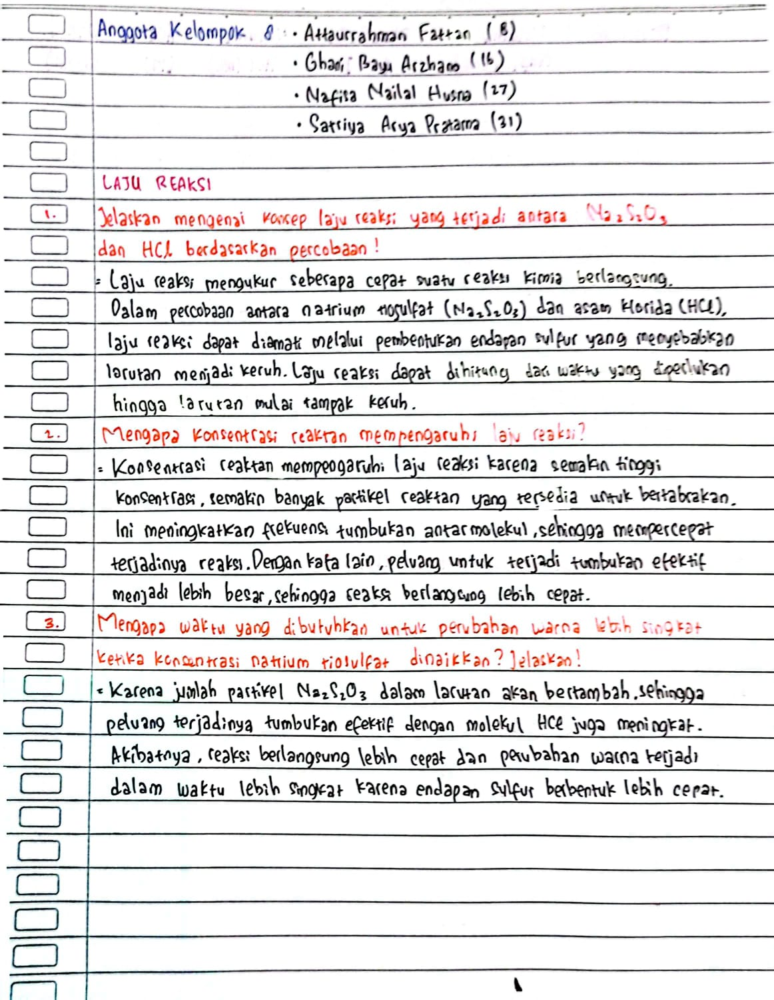 Anggota Kelompok 8 : • Attaurrahman Fattan (8)
• Ghani Bayu Arzhano (16)
• Nafisa Nailal Husna (27)
• Satriya Arya Pratama (31)
LAJU REAKSI
1. Jelaskan mengenai konsep laju reaksi yang terjadi antara Na₂S₂O₃
dan HCl berdasarkan percobaan!
= Laju reaksi mengukur seberapa cepat suatu reaksi kimia berlangsung.
Dalam percobaan antara natrium tiosulfat (Na₂S₂O₃) dan asam klorida (HCl),
laju reaksi dapat diamati melalui pembentukan endapan sulfur yang menyebabkan
larutan menjadi keruh. Laju reaksi dapat dihitung dari waktu yang diperlukan
hingga larutan mulai tampak keruh.
2. Mengapa konsentrasi reaktan mempengaruhi laju reaksi?
= Konsentrasi reaktan mempengaruhi laju reaksi karena semakin tinggi
konsentrasi, semakin banyak partikel reaktan yang tersedia untuk bertabrakan.
Ini meningkatkan frekuensi tumbukan antarmolekul, sehingga mempercepat
terjadinya reaksi. Dengan kata lain, peluang untuk terjadi tumbukan efektif
menjadi lebih besar, sehingga reaksi berlangsung lebih cepat.
3. Mengapa waktu yang dibutuhkan untuk perubahan warna lebih singkat
ketika konsentrasi natrium tiosulfat dinaikkan? Jelaskan!
= Karena jumlah partikel Na₂S₂O₃ dalam larutan akan bertambah, sehingga
peluang terjadinya tumbukan efektif dengan molekul HCl juga meningkat.
Akibatnya, reaksi berlangsung lebih cepat dan perubahan warna terjadi
dalam waktu lebih singkat karena endapan sulfur berbentuk lebih cepat.